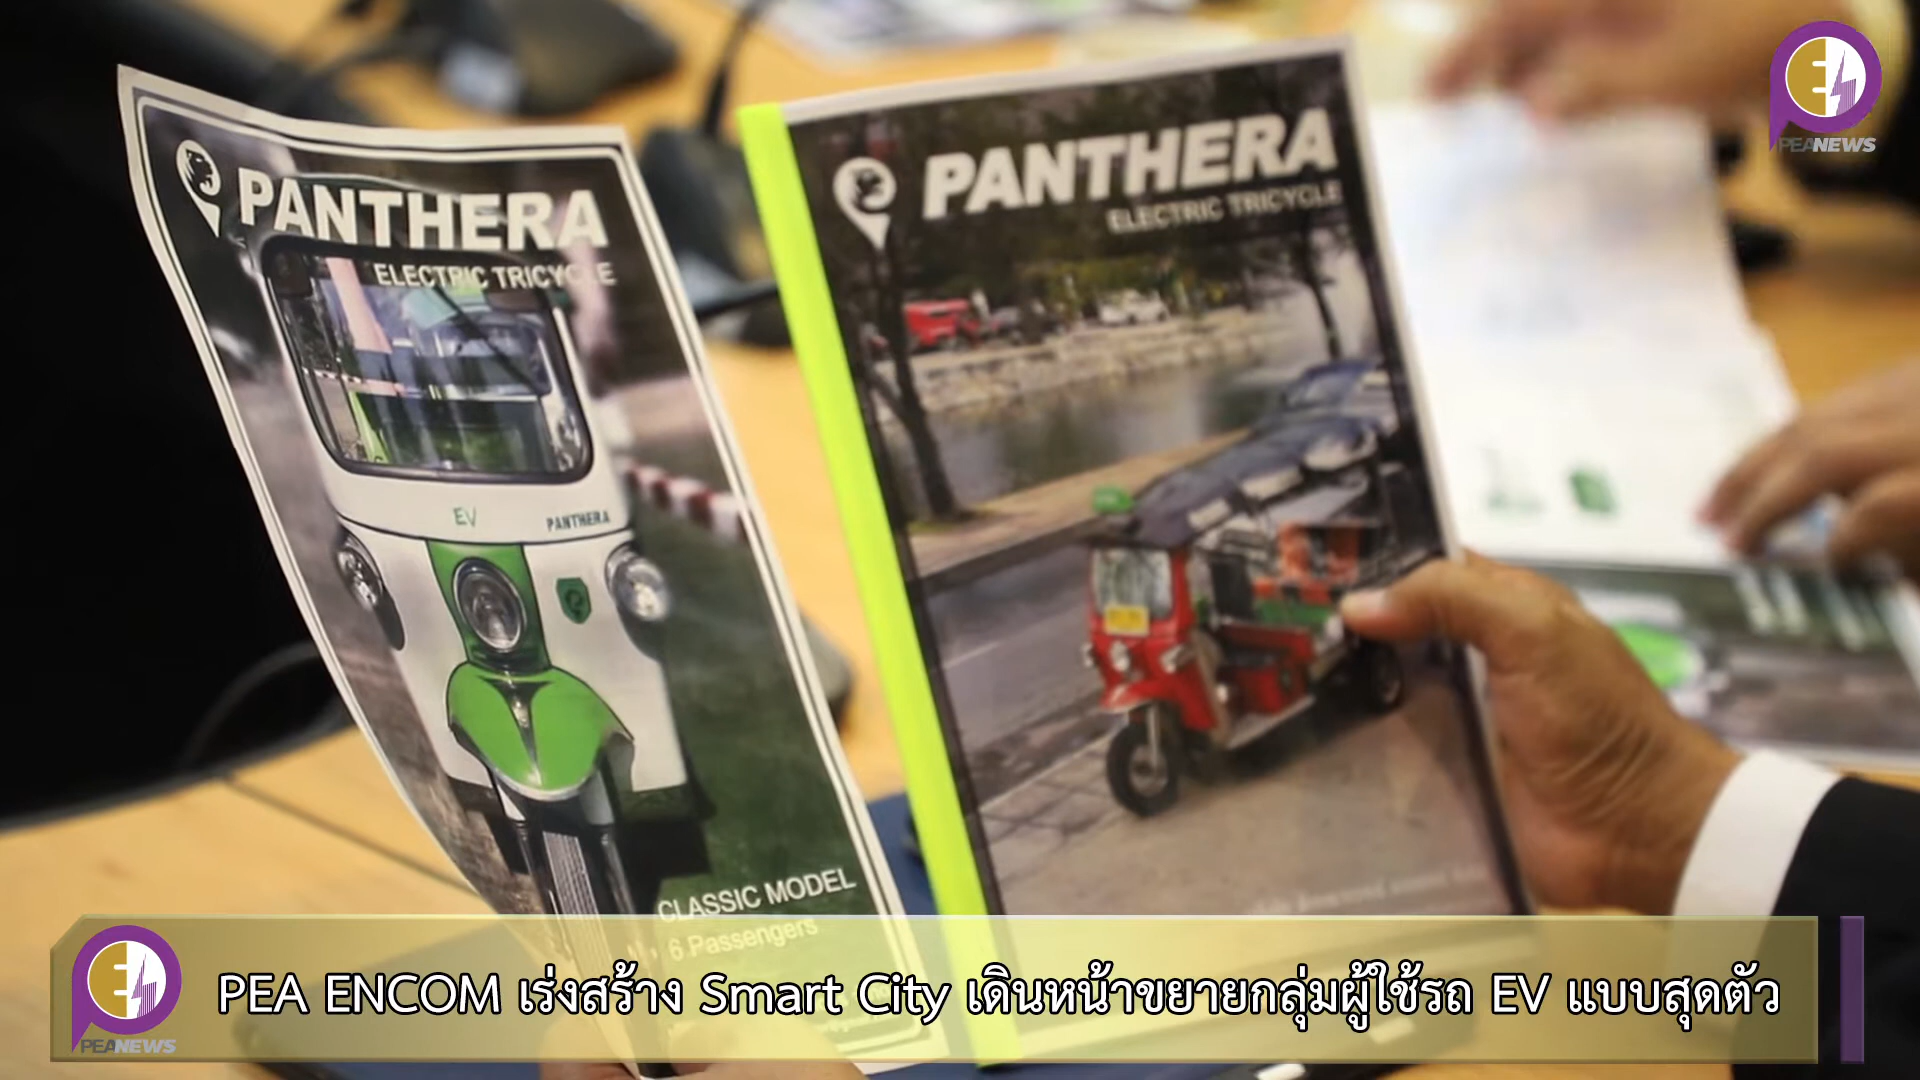 PEANEWS
PANTHERA
ELECTRIC TRICYCLE
EV PANTHERA
CLASSIC MODEL
6 Passengers
PANTHERA
ELECTRIC TRICYCLE
PEANEWS
PEA ENCOM เร่งสร้าง Smart City เดินหน้าขยายกลุ่มผู้ใช้รถ EV แบบสุดตัว